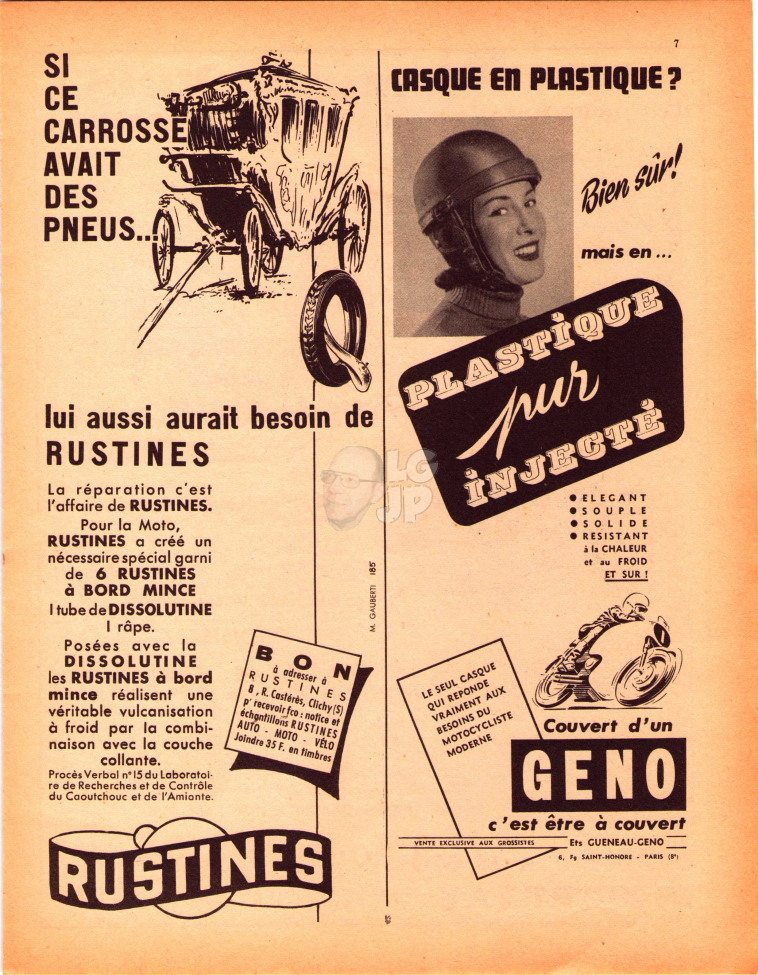 7
SI
CE
CARROSSE
AVAIT
DES
PNEUS...
lui aussi aurait besoin de
RUSTINES
La réparation c'est
l'affaire de RUSTINES.
Pour la Moto,
RUSTINES a créé un
nécessaire spécial garni
de 6 RUSTINES
à BORD MINCE
1 tube de DISSOLUTINE
1 râpe.
Posées avec la
DISSOLUTINE
les RUSTINES à bord
mince réalisent une
véritable vulcanisation
à froid par la combi-
naison avec la couche
collante.
Procès Verbal n° 15 du Laboratoi-
re de Recherches et de Contrôle
du Caoutchouc et de l'Amiante.
BON
à adresser à
RUSTINES
8, R. Castérès, Clichy (S)
pr recevoir fco : notice et
échantillons RUSTINES
AUTO - MOTO - VÉLO
Joindre 35 F. en timbres
M. GAUBERTI 185
RUSTINES
CASQUE EN PLASTIQUE ?
Bien sûr!
mais en ...
PLASTIQUE
pur
INJECTÉ
● ELEGANT
● SOUPLE
● SOLIDE
● RESISTANT
à la CHALEUR
et au FROID
ET SUR !
LE SEUL CASQUE
QUI REPONDE
VRAIMENT AUX
BESOINS DU
MOTOCYCLISTE
MODERNE
Couvert d'un
GENO
c'est être à couvert
VENTE EXCLUSIVE AUX GROSSISTES
Ets GUENEAU-GENO
6, Fg SAINT-HONORE - PARIS (8e)
LG
JP